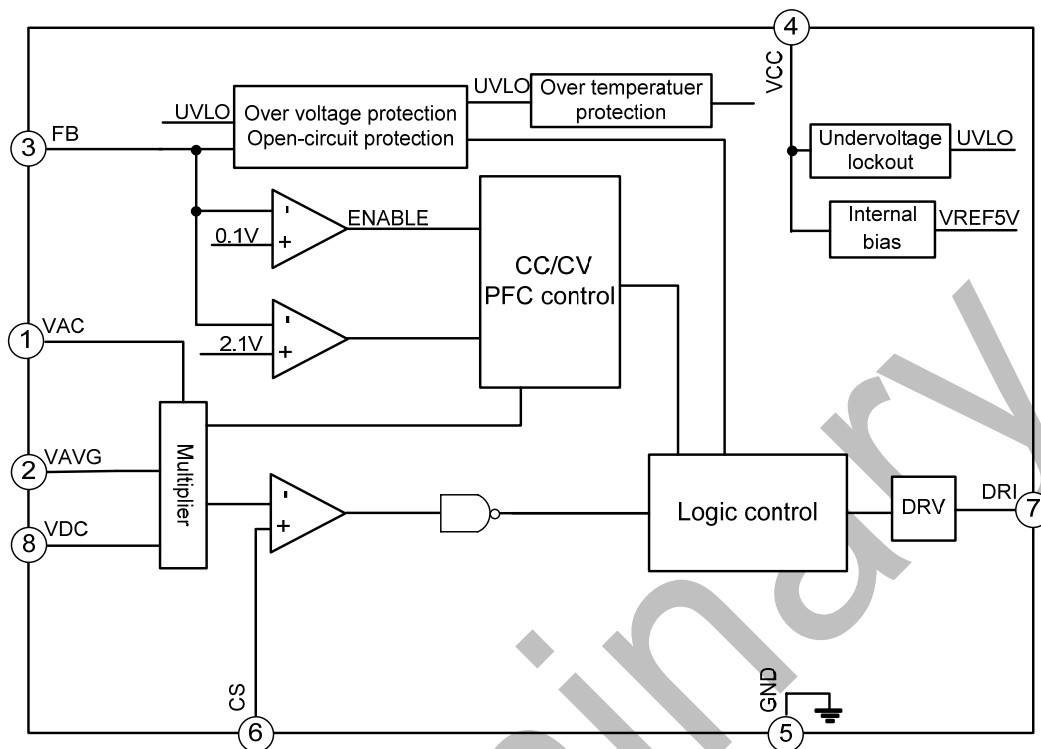 4
VCC
UVLO
Over temperatuer
protection
UVLO
Over voltage protection
Open-circuit protection
3
FB
Undervoltage
lockout
UVLO
-
ENABLE
0.1V
+
Internal
bias
VREF5V
CC/CV
PFC control
1
VAC
-
2.1V
+
Multiplier
2
VAVG
8
VDC
-
+
Logic control
DRV
DRI
7
CS
6
GND
5
inary